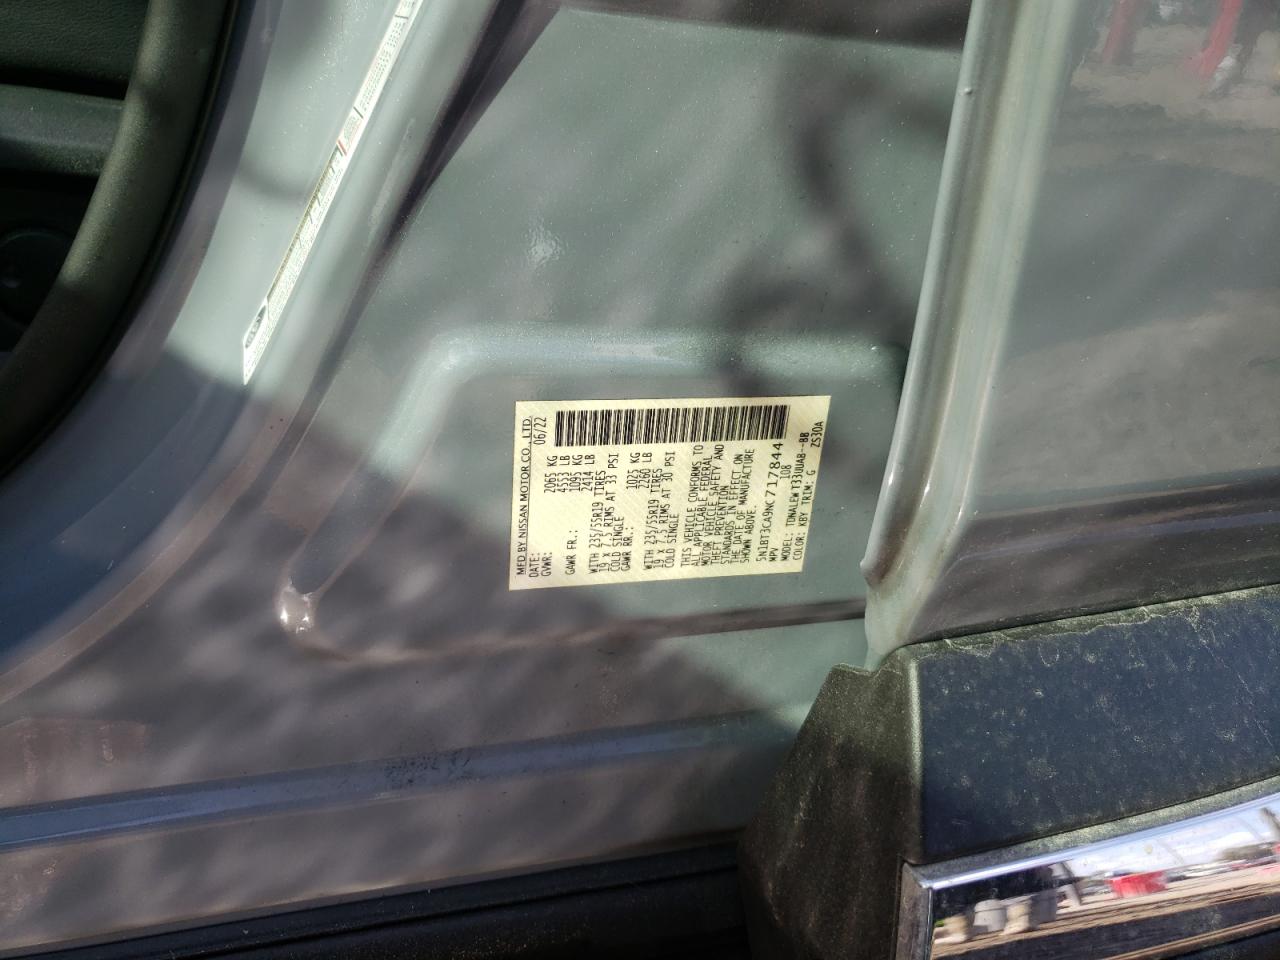 MFD BY NISSAN MOTOR CO., LTD.
DATE: 06/22
GVWR: 2065 KG
4553 LB
GAWR FR.: 1095 KG
2414 LB
WITH 235/55R19 TIRES
19 X 7.5 RIMS AT 33 PSI
COLD SINGLE
GAWR RR.: 1025 KG
2260 LB
WITH 235/55R19 TIRES
19 X 7.5 RIMS AT 30 PSI
COLD SINGLE
THIS VEHICLE CONFORMS TO
ALL APPLICABLE FEDERAL
MOTOR VEHICLE SAFETY AND
THEFT PREVENTION
STANDARDS IN EFFECT ON
THE DATE OF MANUFACTURE
SHOWN ABOVE.
5N1BT3CA9NC717844
MPV 108
MODEL: TDNALEWT33UUAB--BB
COLOR: KBY TRIM: G ZS30A